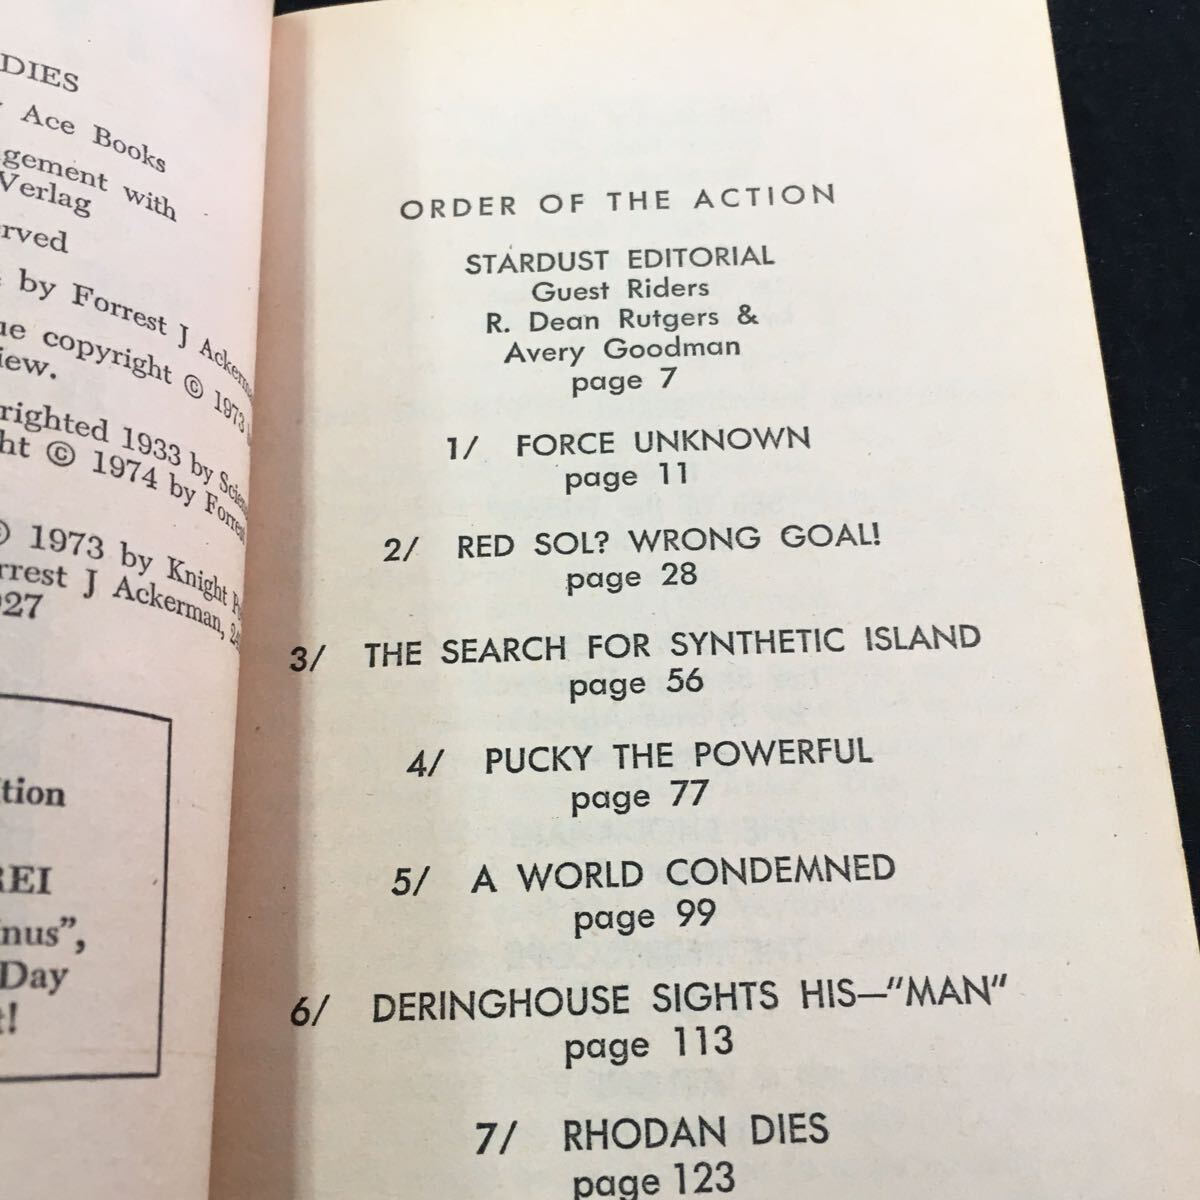 DIES
Ace Books
gement with
Verlag
rved
by Forrest J Ackerman
ue copyright © 1973
iew.
righted 1933 by Scien
ht © 1974 by Forres
© 1973 by Knight
rrest J Ackerman,
927
tion
REI
nus”,
Day
t!
ORDER OF THE ACTION
STARDUST EDITORIAL
Guest Riders
R. Dean Rutgers &
Avery Goodman
page 7
1/ FORCE UNKNOWN
page 11
2/ RED SOL? WRONG GOAL!
page 28
3/ THE SEARCH FOR SYNTHETIC ISLAND
page 56
4/ PUCKY THE POWERFUL
page 77
5/ A WORLD CONDEMNED
page 99
6/ DERINGHOUSE SIGHTS HIS—"MAN"
page 113
7/ RHODAN DIES
page 123